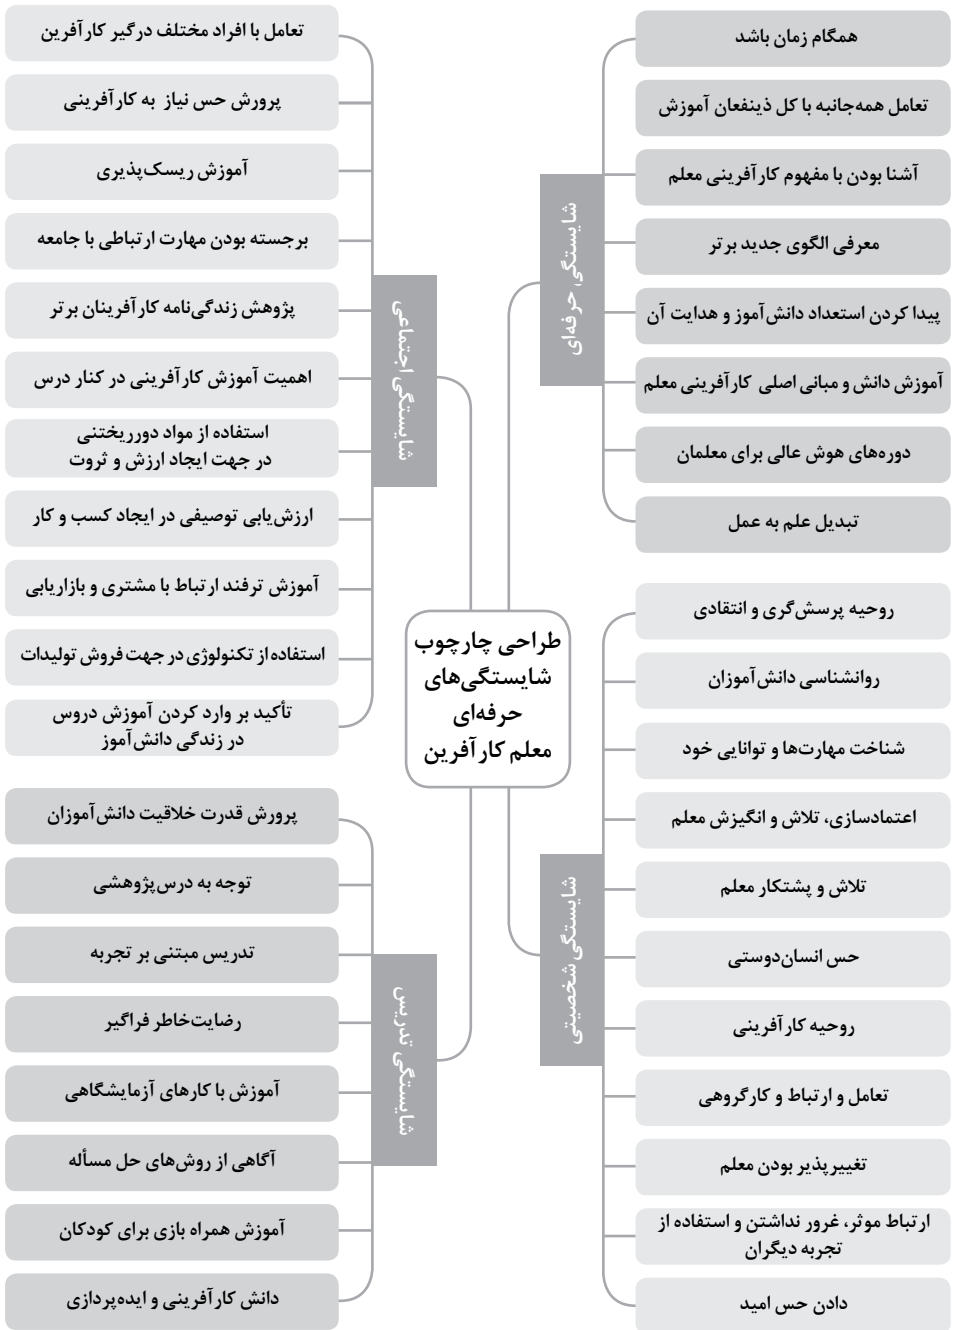 همگام زمان باشد
تعامل همه‌جانبه با کل ذینفعان آموزش
آشنا بودن با مفهوم کارآفرینی معلم
معرفی الگوی جدید برتر
پیدا کردن استعداد دانش‌آموز و هدایت آن
آموزش دانش و مبانی اصلی کارآفرینی معلم
دوره‌های هوش عالی برای معلمان
تبدیل علم به عمل
شایستگی حرفه‌ای
روحیه پرسش‌گری و انتقادی
روانشناسی دانش‌آموزان
شناخت مهارت‌ها و توانایی خود
اعتمادسازی، تلاش و انگیزش معلم
تلاش و پشتکار معلم
حس انسان‌دوستی
روحیه کارآفرینی
تعامل و ارتباط و کارگروهی
تغییرپذیر بودن معلم
ارتباط موثر، غرور نداشتن و استفاده از
تجربه دیگران
دادن حس امید
شایستگی شخصیتی
طراحی چارچوب
شایستگی‌های
حرفه‌ای
معلم کارآفرین
شایستگی اجتماعی
تعامل با افراد مختلف درگیر کارآفرین
پرورش حس نیاز به کارآفرینی
آموزش ریسک‌پذیری
برجسته بودن مهارت ارتباطی با جامعه
پژوهش زندگی‌نامه کارآفرینان برتر
اهمیت آموزش کارآفرینی در کنار درس
استفاده از مواد دورریختنی
در جهت ایجاد ارزش و ثروت
ارزش‌یابی توصیفی در ایجاد کسب و کار
آموزش ترفند ارتباط با مشتری و بازاریابی
استفاده از تکنولوژی در جهت فروش تولیدات
تأکید بر وارد کردن آموزش دروس
در زندگی دانش‌آموز
شایستگی تدریس
پرورش قدرت خلاقیت دانش‌آموزان
توجه به درس‌پژوهشی
تدریس مبتنی بر تجربه
رضایت‌خاطر فراگیر
آموزش با کارهای آزمایشگاهی
آگاهی از روش‌های حل مسأله
آموزش همراه بازی برای کودکان
دانش کارآفرینی و ایده‌پردازی